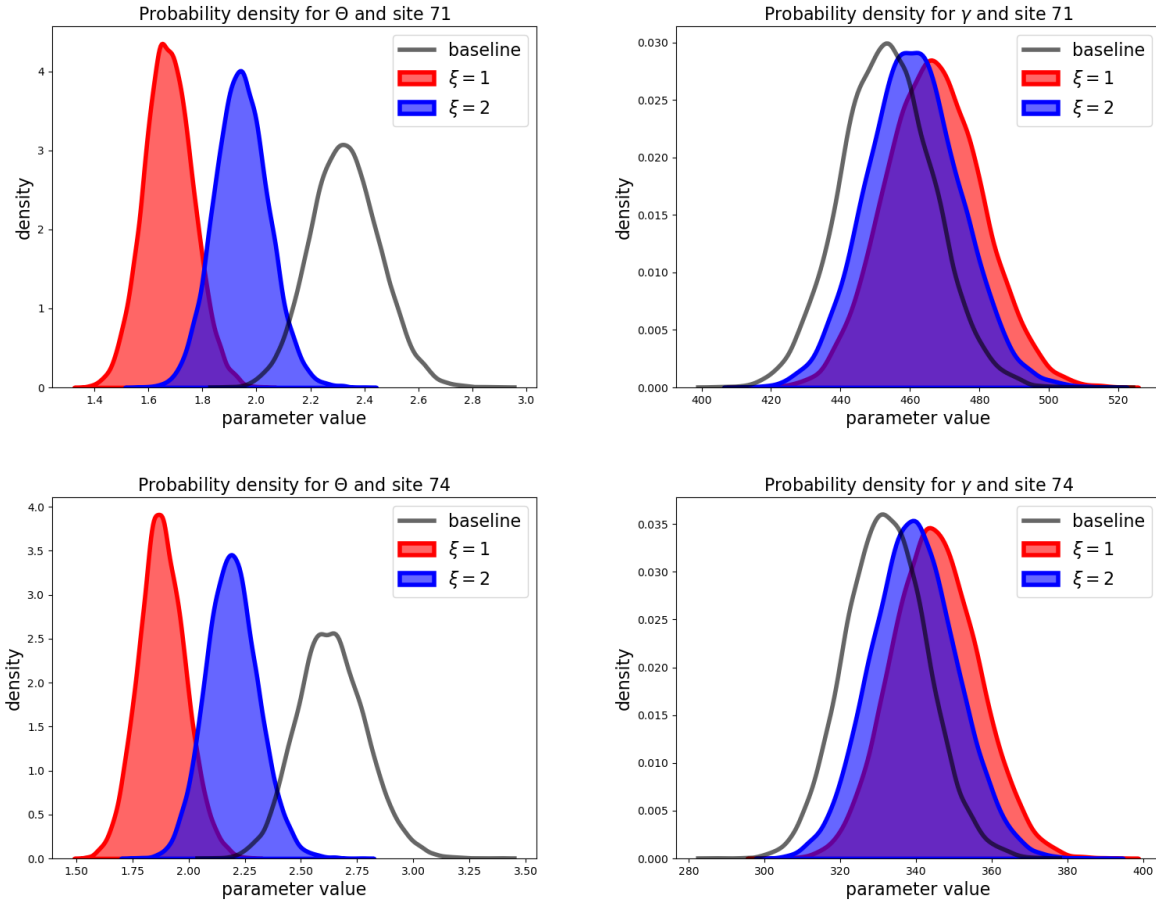 Probability density for Θ and site 71
density
4
3
2
1
0
1.4 1.6 1.8 2.0 2.2 2.4 2.6 2.8 3.0
parameter value
baseline
ξ = 1
ξ = 2
Probability density for γ and site 71
density
0.030
0.025
0.020
0.015
0.010
0.005
0.000
400 420 440 460 480 500 520
parameter value
baseline
ξ = 1
ξ = 2
Probability density for Θ and site 74
density
4.0
3.5
3.0
2.5
2.0
1.5
1.0
0.5
0.0
1.50 1.75 2.00 2.25 2.50 2.75 3.00 3.25 3.50
parameter value
baseline
ξ = 1
ξ = 2
Probability density for γ and site 74
density
0.035
0.030
0.025
0.020
0.015
0.010
0.005
0.000
280 300 320 340 360 380 400
parameter value
baseline
ξ = 1
ξ = 2